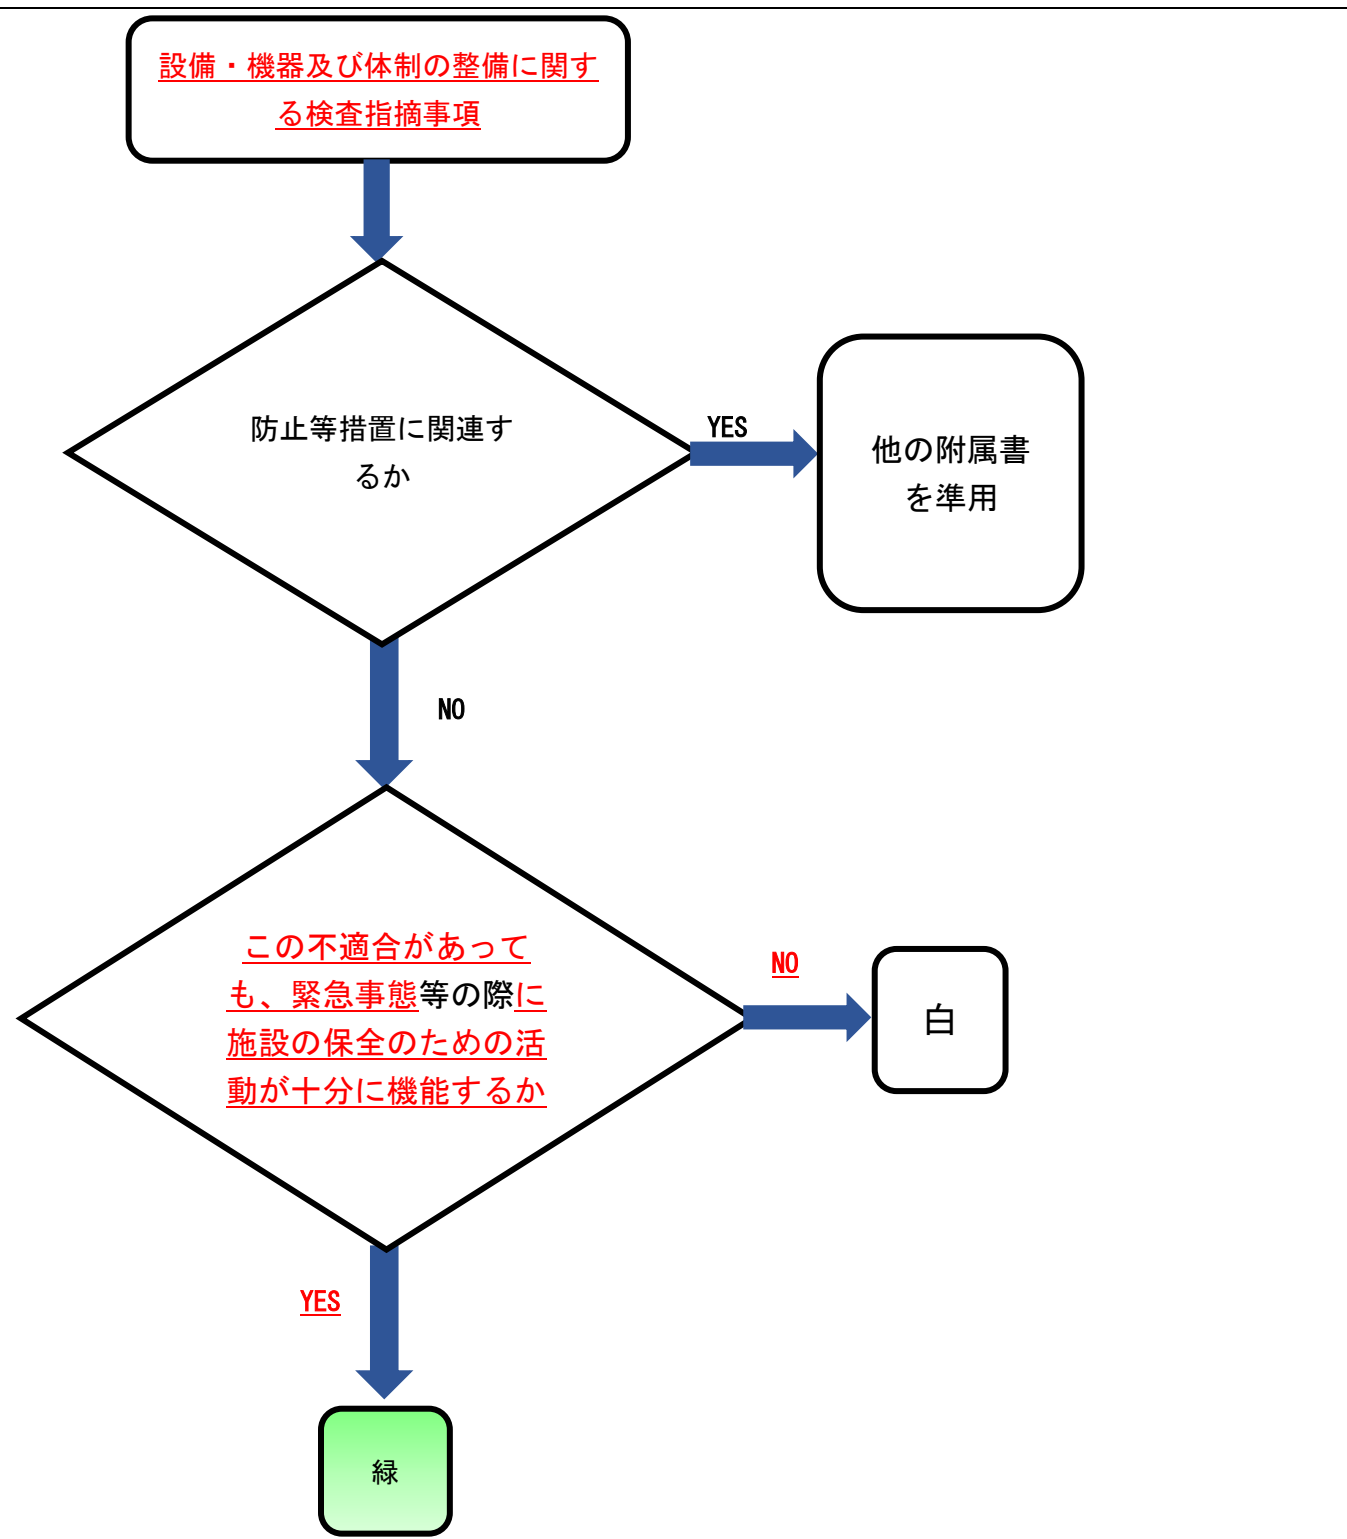 設備・機器及び体制の整備に関す
る検査指摘事項
防止等措置に関連す
るか
YES
他の附属書
を準用
NO
この不適合があって
も、緊急事態等の際に
施設の保全のための活
動が十分に機能するか
NO
白
YES
緑